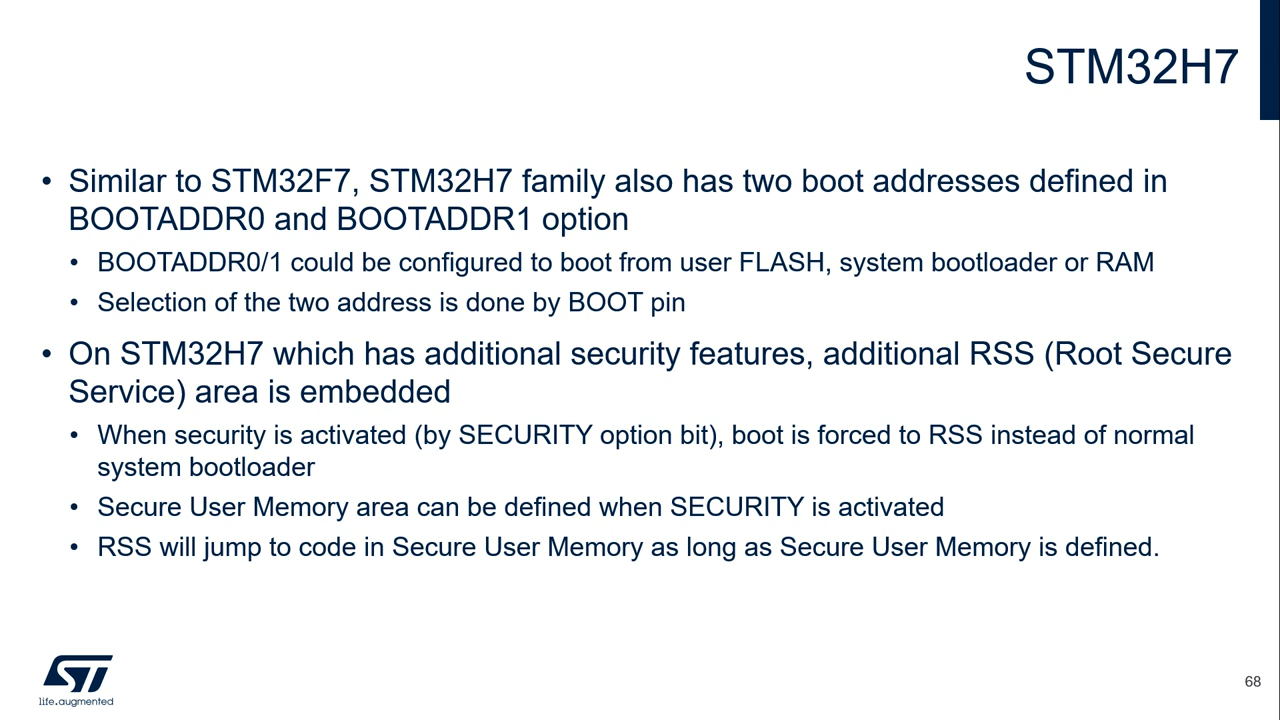 STM32H7
• Similar to STM32F7, STM32H7 family also has two boot addresses defined in
BOOTADDR0 and BOOTADDR1 option
• BOOTADDR0/1 could be configured to boot from user FLASH, system bootloader or RAM
• Selection of the two address is done by BOOT pin
• On STM32H7 which has additional security features, additional RSS (Root Secure
Service) area is embedded
• When security is activated (by SECURITY option bit), boot is forced to RSS instead of normal
system bootloader
• Secure User Memory area can be defined when SECURITY is activated
• RSS will jump to code in Secure User Memory as long as Secure User Memory is defined.
ST
life.augmented
68